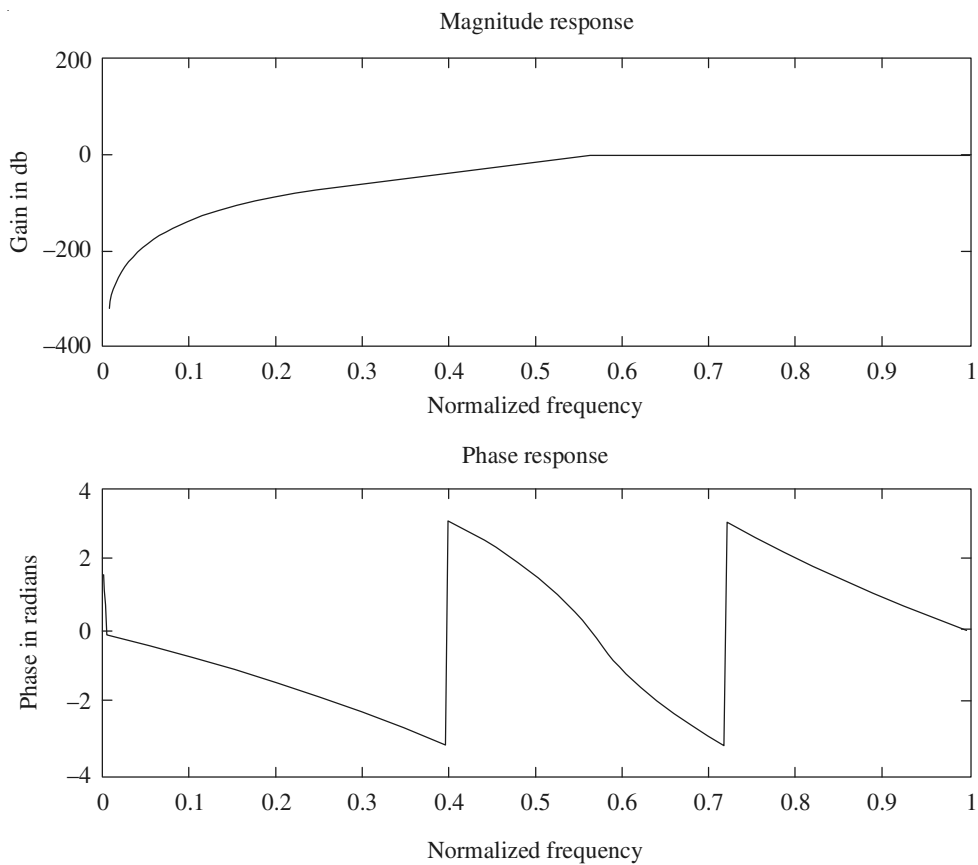 Magnitude response
200
0
–200
–400
Gain in db
0 0.1 0.2 0.3 0.4 0.5 0.6 0.7 0.8 0.9 1
Normalized frequency
Phase response
4
2
0
–2
–4
Phase in radians
0 0.1 0.2 0.3 0.4 0.5 0.6 0.7 0.8 0.9 1
Normalized frequency